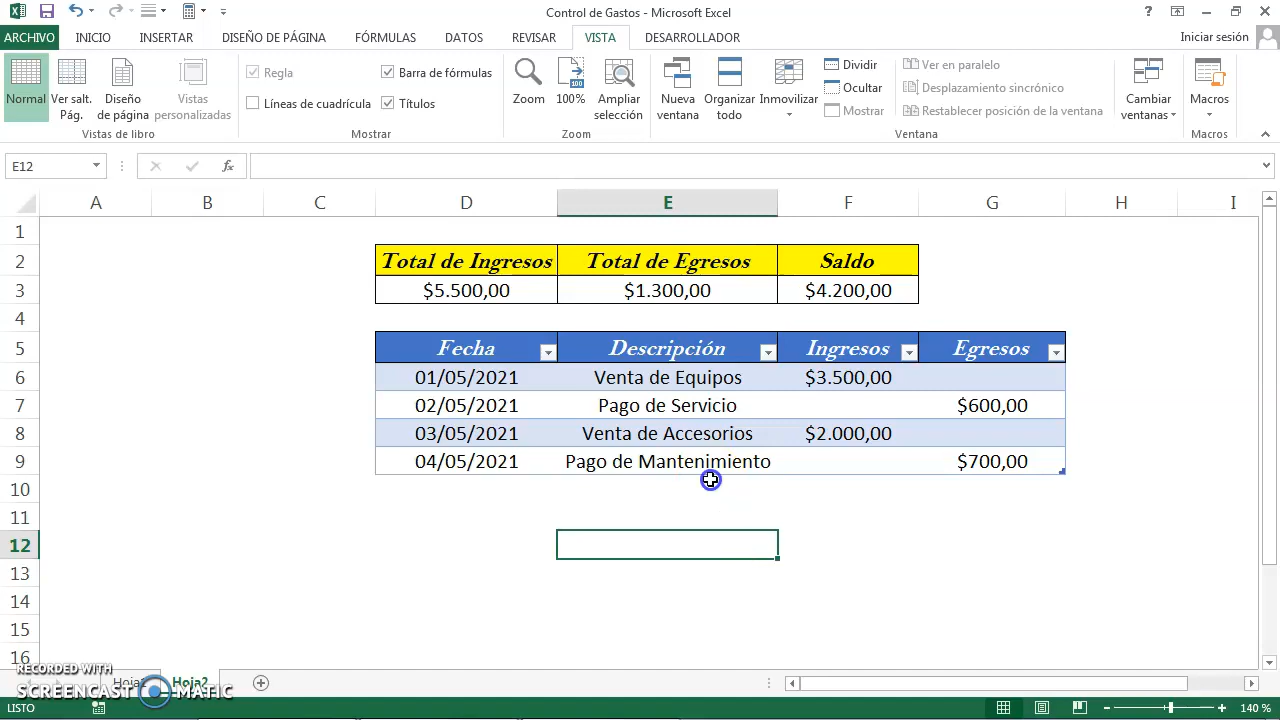 Control de Gastos - Microsoft Excel
Iniciar sesión
ARCHIVO INICIO INSERTAR DISEÑO DE PÁGINA FÓRMULAS DATOS REVISAR VISTA DESARROLLADOR
Normal
Ver salt. Pág.
Diseño de página
Vistas personalizadas
Vistas de libro
Regla
Barra de fórmulas
Líneas de cuadrícula
Títulos
Mostrar
Zoom
100
100%
Ampliar selección
Zoom
Nueva ventana
Organizar todo
Inmovilizar
Dividir
Ocultar
Mostrar
Ver en paralelo
Desplazamiento sincrónico
Restablecer posición de la ventana
Cambiar ventanas
Ventana
Macros
Macros
E12
fx
A B C D E F G H I
1
2 Total de Ingresos Total de Egresos Saldo
3 $5.500,00 $1.300,00 $4.200,00
4
5 Fecha Descripción Ingresos Egresos
6 01/05/2021 Venta de Equipos $3.500,00
7 02/05/2021 Pago de Servicio $600,00
8 03/05/2021 Venta de Accesorios $2.000,00
9 04/05/2021 Pago de Mantenimiento $700,00
10
11
12
13
14
15
16
RECORDED WITH
SCREENCAST MATIC
Hoja2
LISTO
140 %